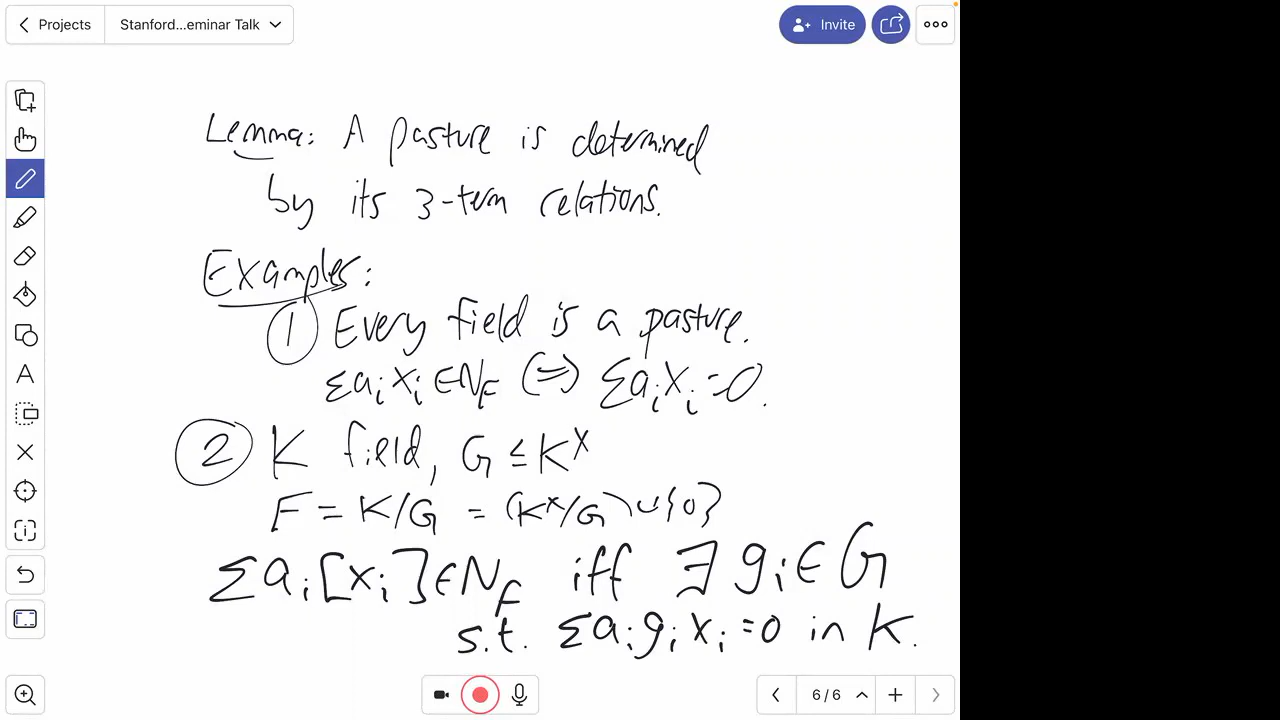 Projects
Stanford...eminar Talk
Invite
Lemma: A pasture is determined
by its 3-term relations.
Examples:
① Every field is a pasture.
Σaᵢxᵢ∈N_F ⟺ Σaᵢxᵢ=0.
② K field, G ≤ K^×
F = K/G = (K^×/G) ∪ {0}
Σaᵢ[xᵢ]∈N_F iff ∃ gᵢ∈G
s.t. Σaᵢgᵢxᵢ=0 in K.
A
6/6